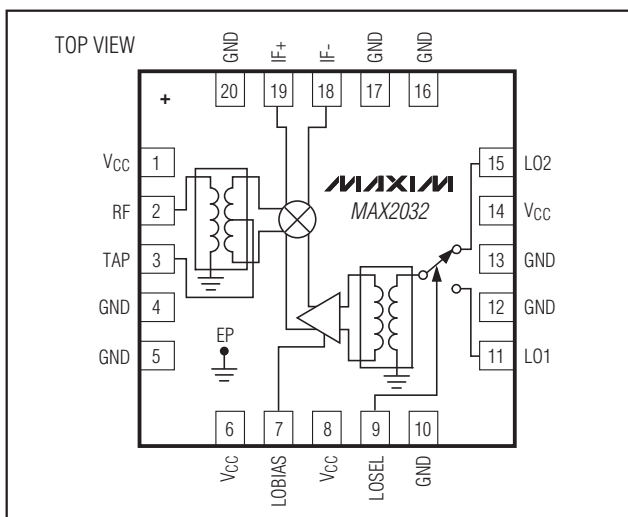 TOP VIEW
GND
IF+
IF-
GND
GND
20
19
18
17
16
+
VCC
1
RF
2
TAP
3
GND
4
GND
5
MAXIM
MAX2032
15
LO2
14
VCC
13
GND
12
GND
11
LO1
EP
6
7
8
9
10
VCC
LOBIAS
VCC
LOSEL
GND